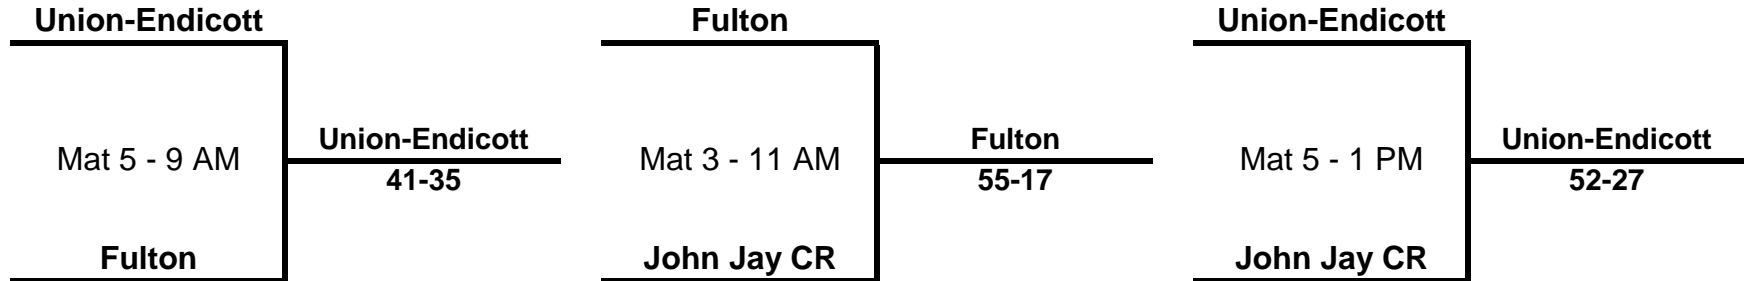 Union-Endicott
Mat 5 - 9 AM
Union-Endicott
41-35
Fulton
Fulton
Mat 3 - 11 AM
Fulton
55-17
John Jay CR
Union-Endicott
Mat 5 - 1 PM
Union-Endicott
52-27
John Jay CR